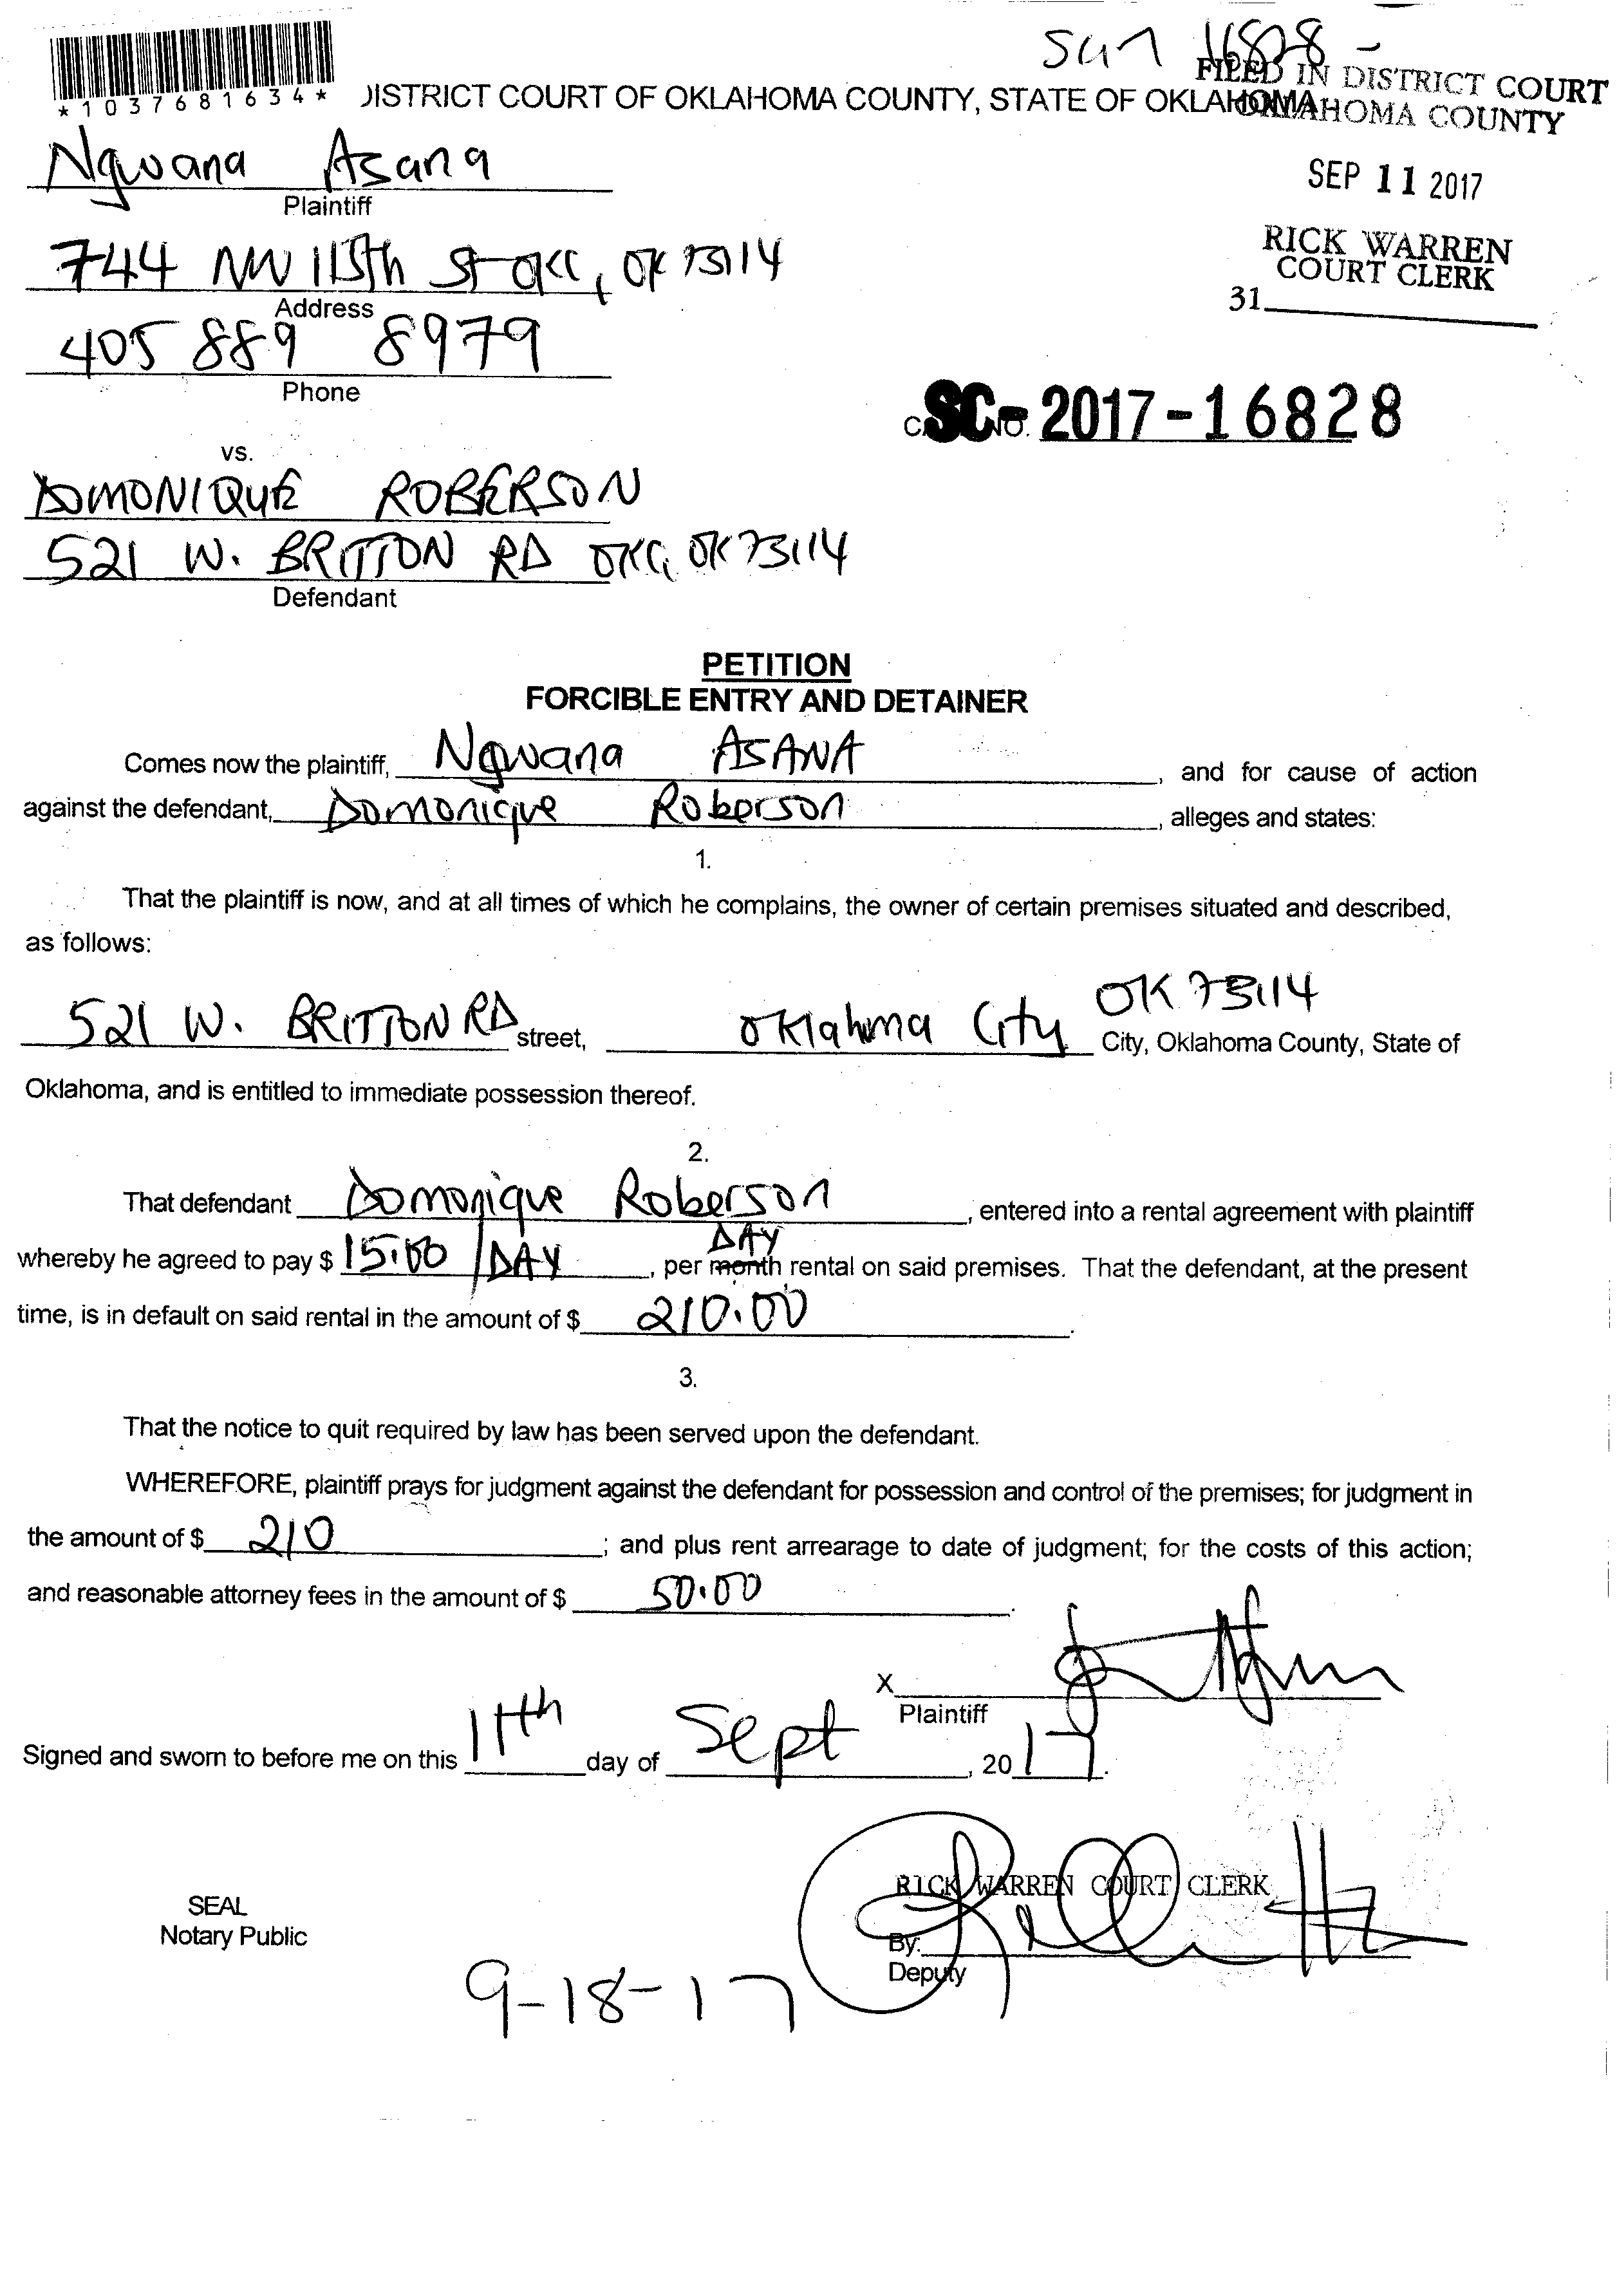 SC17 16828 -
FILED IN DISTRICT COURT
*1037681634* DISTRICT COURT OF OKLAHOMA COUNTY, STATE OF OKLAHOMA
OKLAHOMA COUNTY
Ngwana Asana
Plaintiff
SEP 11 2017
744 NW 115th St OKC, OK 73114
Address
RICK WARREN
COURT CLERK
31
405 889 8979
Phone
SC-2017-16828
NO.
vs.
DOMONIQUE ROBERSON
521 W. BRITTON RD OKC, OK 73114
Defendant
PETITION
FORCIBLE ENTRY AND DETAINER
Comes now the plaintiff, Ngwana ASANA, and for cause of action
against the defendant, Domonique Roberson, alleges and states:
1.
That the plaintiff is now, and at all times of which he complains, the owner of certain premises situated and described,
as follows:
OK 73114
521 W. BRITTON RD street, Oklahoma City City, Oklahoma County, State of
Oklahoma, and is entitled to immediate possession thereof.
2.
That defendant Domonique Roberson, entered into a rental agreement with plaintiff
DAY
whereby he agreed to pay $ 15.00 /DAY, per month rental on said premises. That the defendant, at the present
time, is in default on said rental in the amount of $ 210.00.
3.
That the notice to quit required by law has been served upon the defendant.
WHEREFORE, plaintiff prays for judgment against the defendant for possession and control of the premises; for judgment in
the amount of $ 210; and plus rent arrearage to date of judgment; for the costs of this action;
and reasonable attorney fees in the amount of $ 50.00.
X
Plaintiff
Signed and sworn to before me on this 11th day of Sept, 2017.
RICK WARREN COURT CLERK
SEAL
Notary Public
By:
Deputy
9-18-17